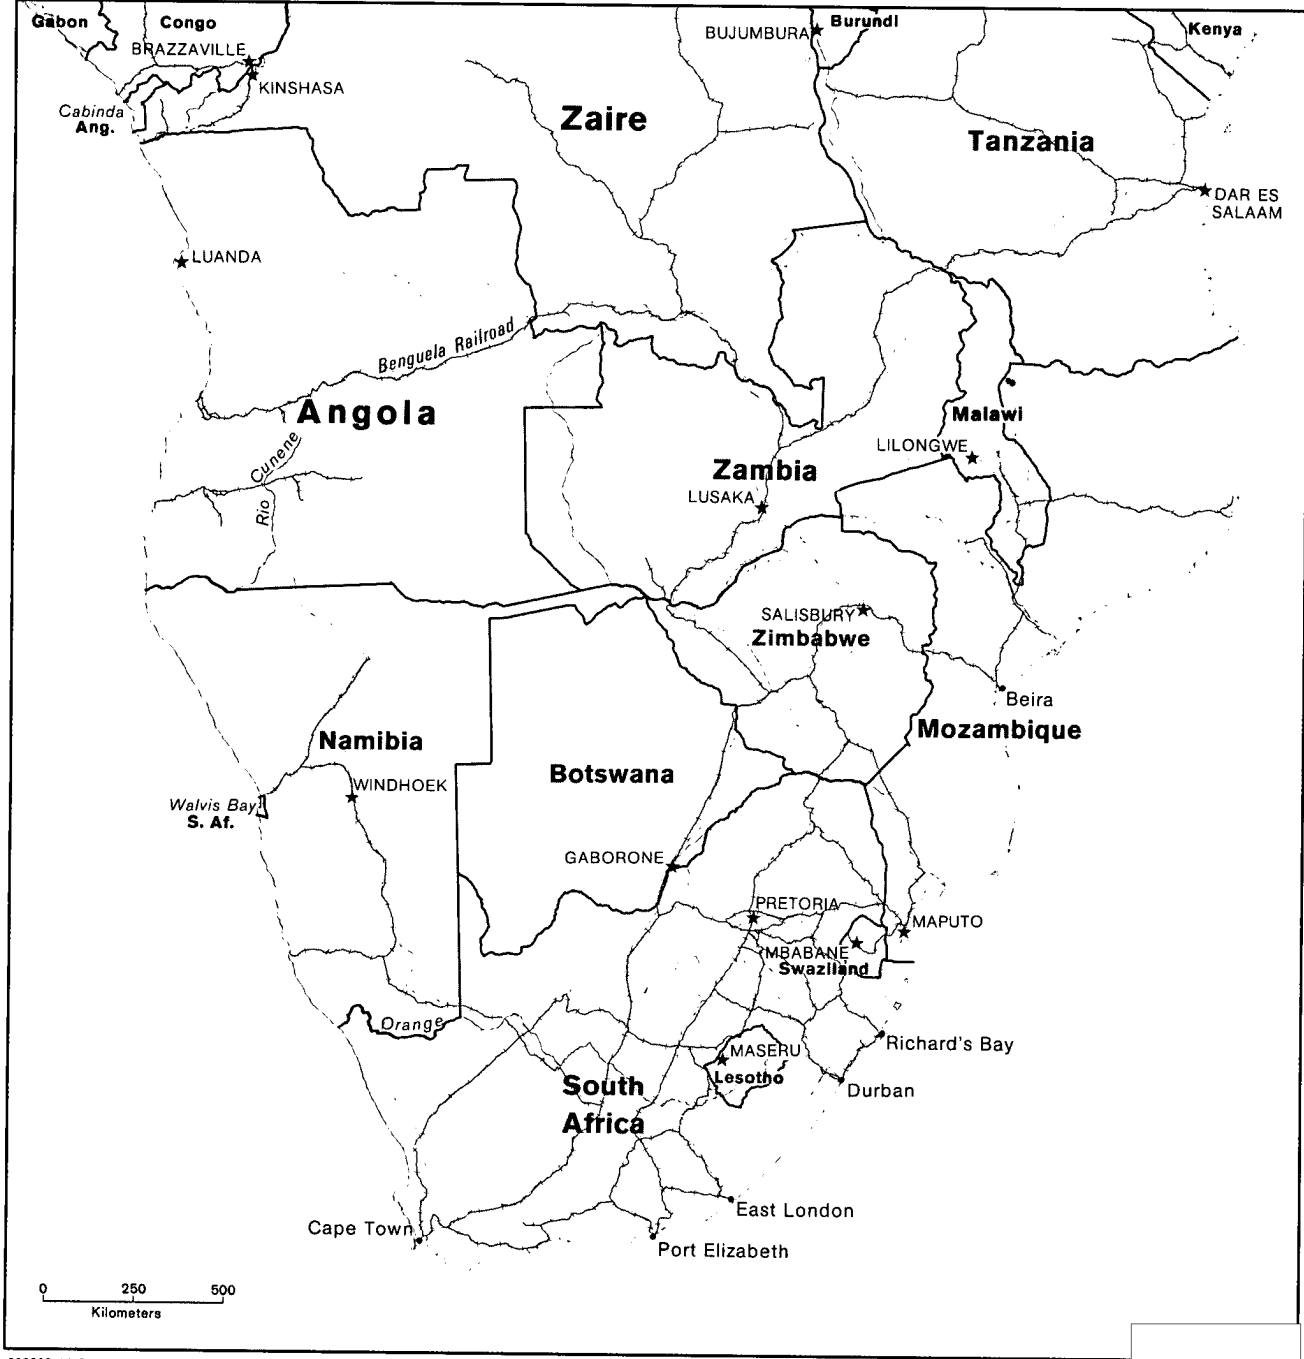 Gabon
Congo
BRAZZAVILLE
KINSHASA
Cabinda
Ang.
BUJUMBURA
Burundi
Kenya
Zaire
Tanzania
DAR ES
SALAAM
LUANDA
Benguela Railroad
Angola
Rio Cunene
Malawi
LILONGWE
Zambia
LUSAKA
SALISBURY
Zimbabwe
Beira
Mozambique
Namibia
WINDHOEK
Walvis Bay
S. Af.
Botswana
GABORONE
PRETORIA
MAPUTO
MBABANE
Swaziland
Orange
Richard's Bay
MASERU
Lesotho
Durban
South
Africa
East London
Cape Town
Port Elizabeth
0 250 500
Kilometers